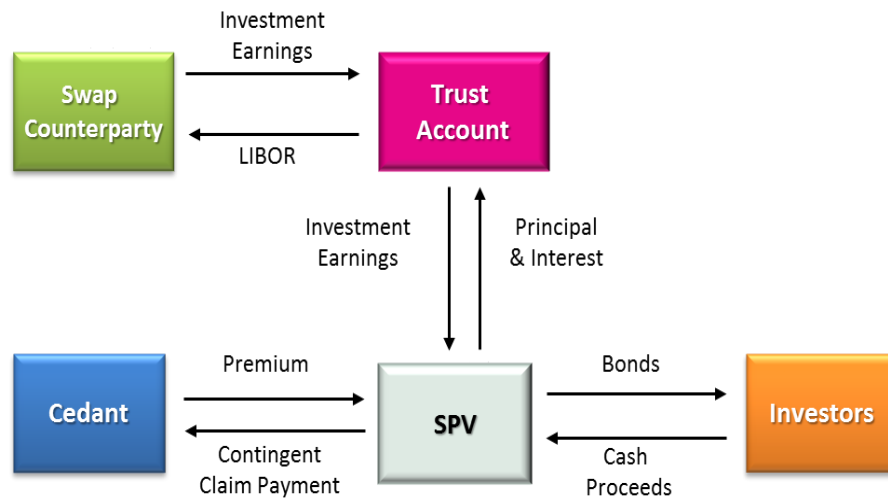 Investment
Earnings
Swap
Counterparty
Trust
Account
LIBOR
Investment
Earnings
Principal
& Interest
Premium
Bonds
Cedant
SPV
Investors
Contingent
Claim Payment
Cash
Proceeds